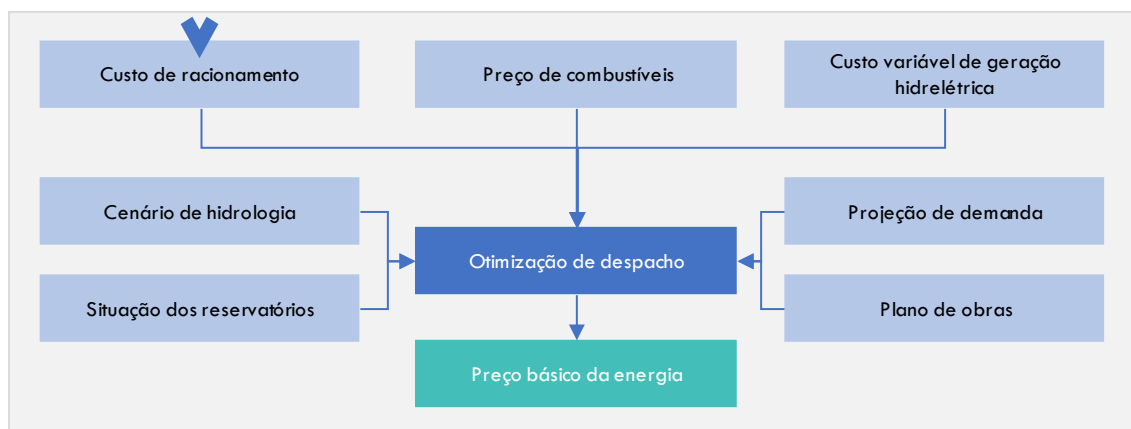 Custo de racionamento
Preço de combustíveis
Custo variável de geração
hidrelétrica
Cenário de hidrologia
Projeção de demanda
Otimização de despacho
Situação dos reservatórios
Plano de obras
Preço básico da energia